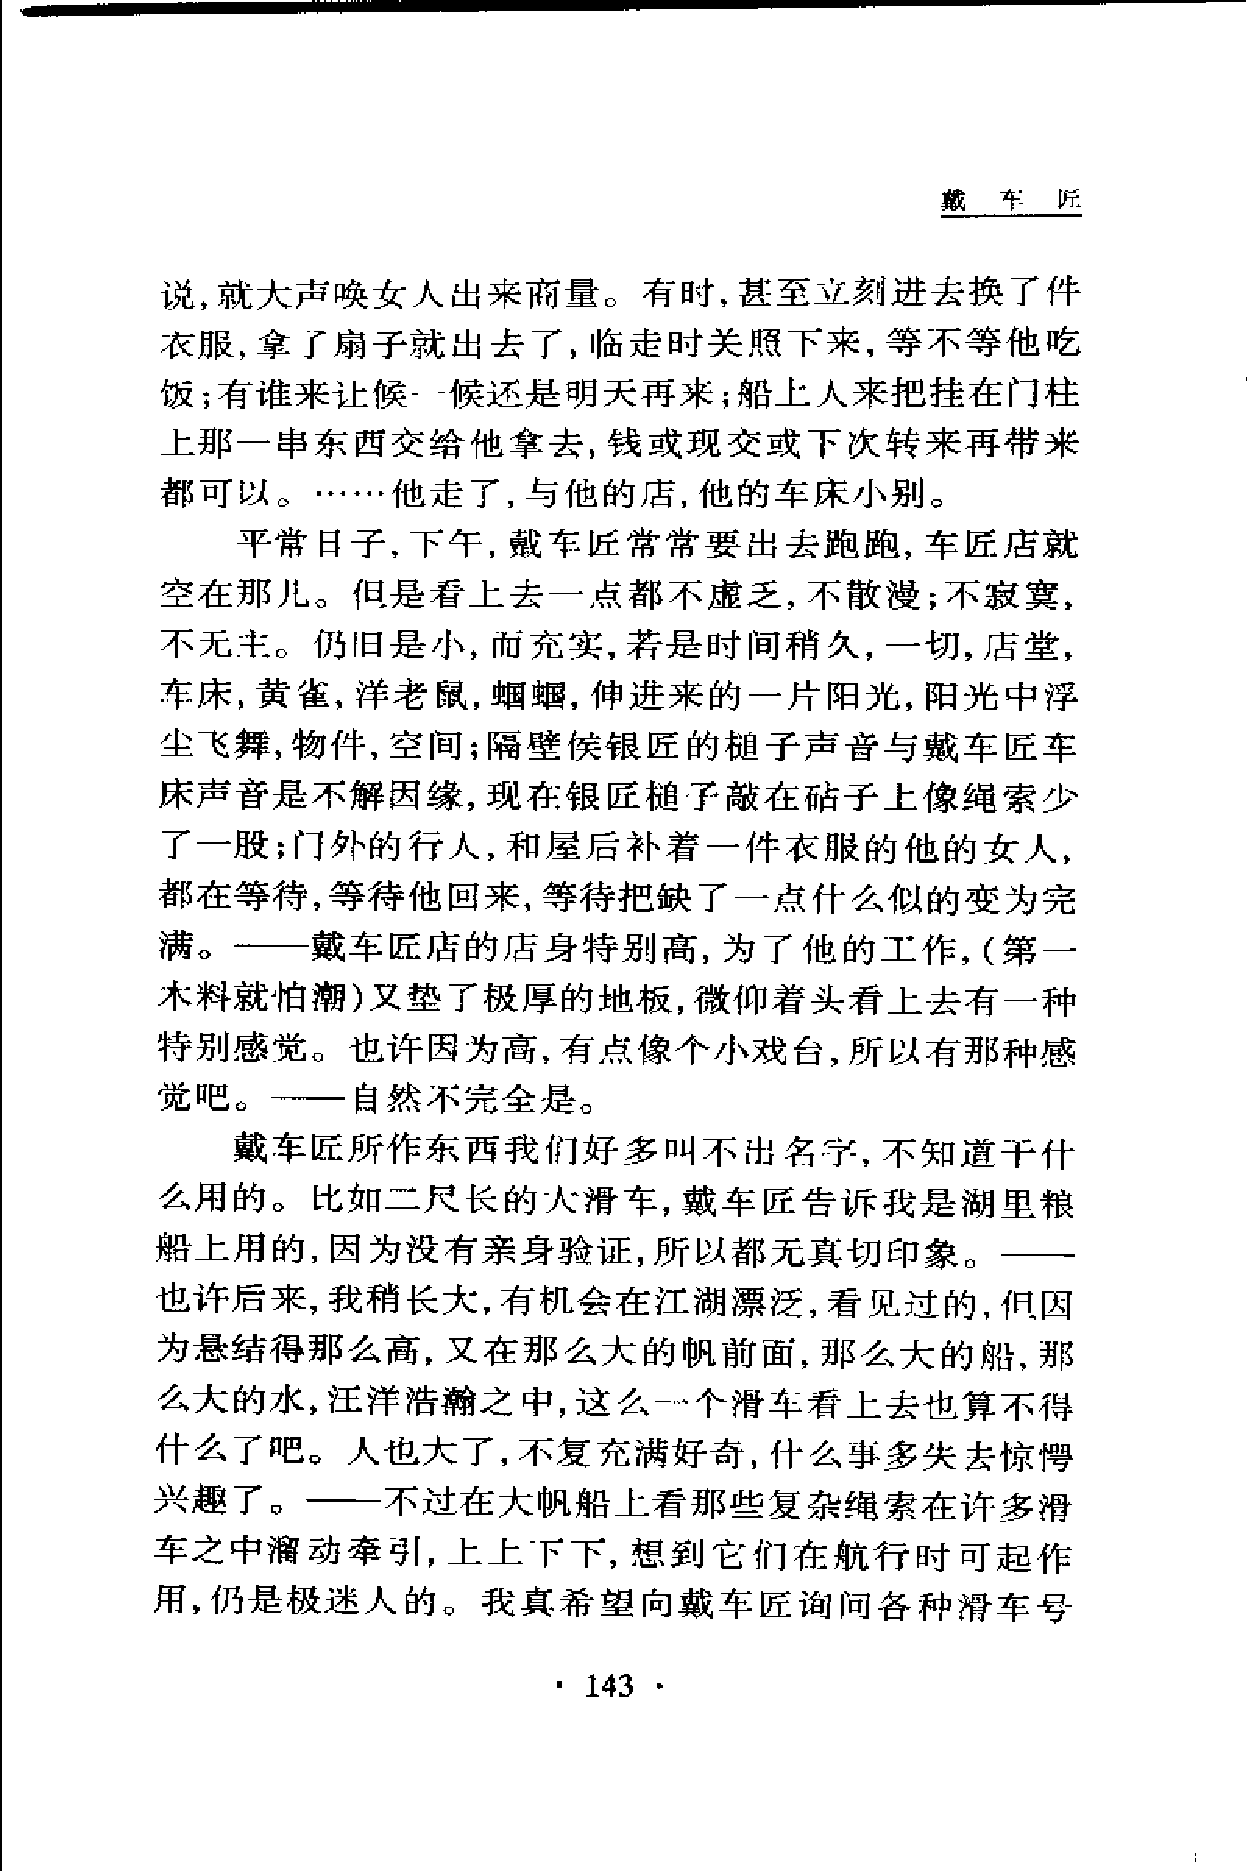 戴车匠
说,就大声唤女人出来商量。有时,甚至立刻进去换了件
衣服,拿了扇子就出去了,临走时关照下来,等不等他吃
饭;有谁来让候一候还是明天再来;船上人来把挂在门柱
上那一串东西交给他拿去,钱或现交或下次转来再带来
都可以。……他走了,与他的店,他的车床小别。
平常日子,下午,戴车匠常常要出去跑跑,车匠店就
空在那儿。但是看上去一点都不虚乏,不散漫;不寂寞,
不无主。仍旧是小,而充实,若是时间稍久,一切,店堂,
车床,黄雀,洋老鼠,蝈蝈,伸进来的一片阳光,阳光中浮
尘飞舞,物件,空间;隔壁侯银匠的槌子声音与戴车匠车
床声音是不解因缘,现在银匠槌子敲在砧子上像绳索少
了一股;门外的行人,和屋后补着一件衣服的他的女人,
都在等待,等待他回来,等待把缺了一点什么似的变为完
满。——戴车匠店的店身特别高,为了他的工作,(第一
木料就怕潮)又垫了极厚的地板,微仰着头看上去有一种
特别感觉。也许因为高,有点像个小戏台,所以有那种感
觉吧。——自然不完全是。
戴车匠所作东西我们好多叫不出名字,不知道干什
么用的。比如二尺长的大滑车,戴车匠告诉我是湖里粮
船上用的,因为没有亲身验证,所以都无真切印象。——
也许后来,我稍长大,有机会在江湖漂泛,看见过的,但因
为悬结得那么高,又在那么大的帆前面,那么大的船,那
么大的水,汪洋浩瀚之中,这么一个滑车看上去也算不得
什么了吧。人也大了,不复充满好奇,什么事多失去惊愕
兴趣了。——不过在大帆船上看那些复杂绳索在许多滑
车之中溜动牵引,上上下下,想到它们在航行时可起作
用,仍是极迷人的。我真希望向戴车匠询问各种滑车号
· 143 ·